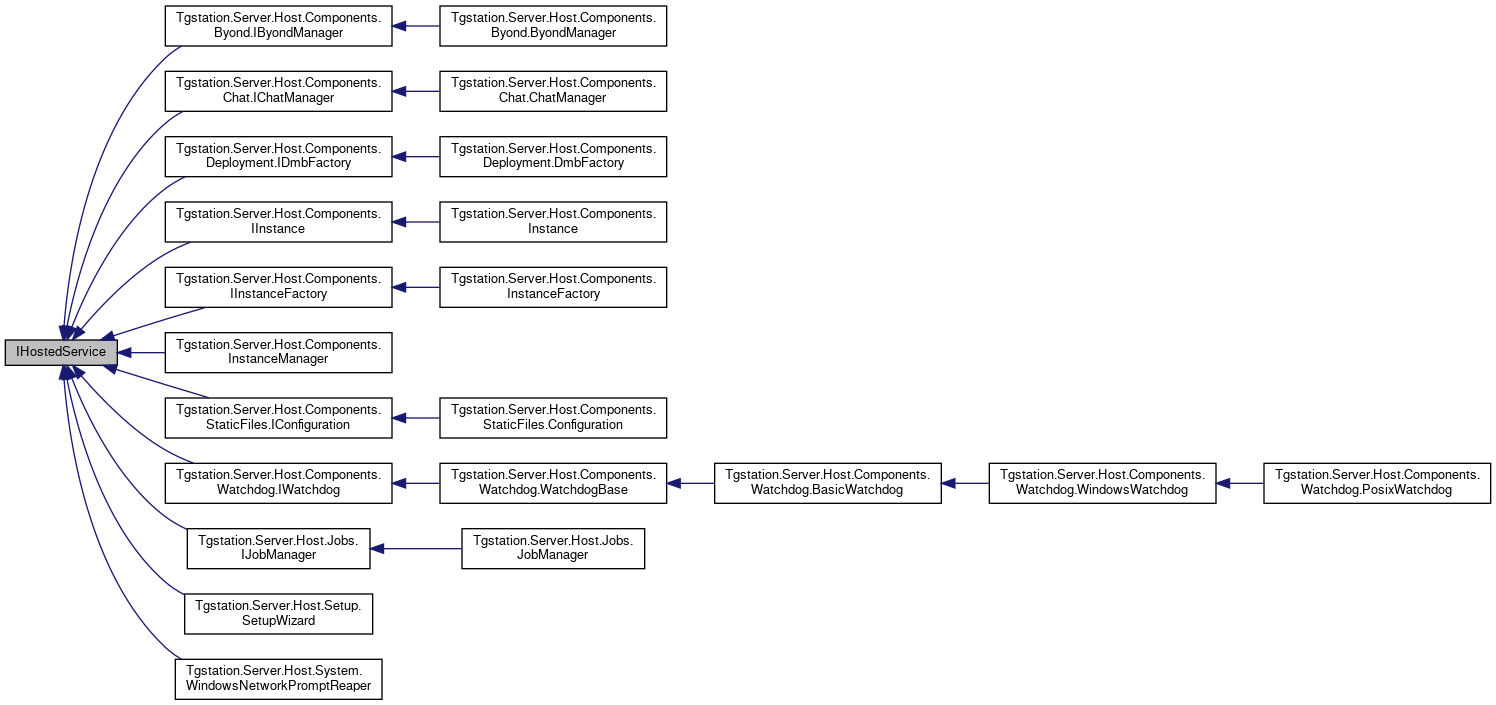 Tgstation.Server.Host.Components.
Byond.IByondManager
Tgstation.Server.Host.Components.
Byond.ByondManager
Tgstation.Server.Host.Components.
Chat.IChatManager
Tgstation.Server.Host.Components.
Chat.ChatManager
Tgstation.Server.Host.Components.
Deployment.IDmbFactory
Tgstation.Server.Host.Components.
Deployment.DmbFactory
Tgstation.Server.Host.Components.
IInstance
Tgstation.Server.Host.Components.
Instance
Tgstation.Server.Host.Components.
IInstanceFactory
Tgstation.Server.Host.Components.
InstanceFactory
IHostedService
Tgstation.Server.Host.Components.
InstanceManager
Tgstation.Server.Host.Components.
StaticFiles.IConfiguration
Tgstation.Server.Host.Components.
StaticFiles.Configuration
Tgstation.Server.Host.Components.
Watchdog.IWatchdog
Tgstation.Server.Host.Components.
Watchdog.WatchdogBase
Tgstation.Server.Host.Components.
Watchdog.BasicWatchdog
Tgstation.Server.Host.Components.
Watchdog.WindowsWatchdog
Tgstation.Server.Host.Components.
Watchdog.PosixWatchdog
Tgstation.Server.Host.Jobs.
IJobManager
Tgstation.Server.Host.Jobs.
JobManager
Tgstation.Server.Host.Setup.
SetupWizard
Tgstation.Server.Host.System.
WindowsNetworkPromptReaper